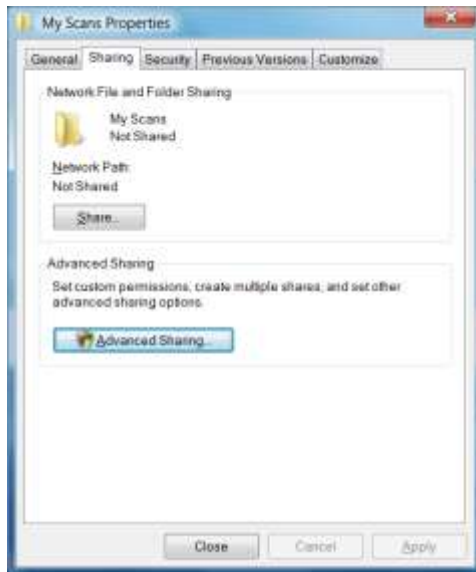 My Scans Properties
General Sharing Security Previous Versions Customize
Network File and Folder Sharing
My Scans
Not Shared
Network Path:
Not Shared
Share...
Advanced Sharing
Set custom permissions, create multiple shares, and set other
advanced sharing options.
Advanced Sharing...
Close Cancel Apply